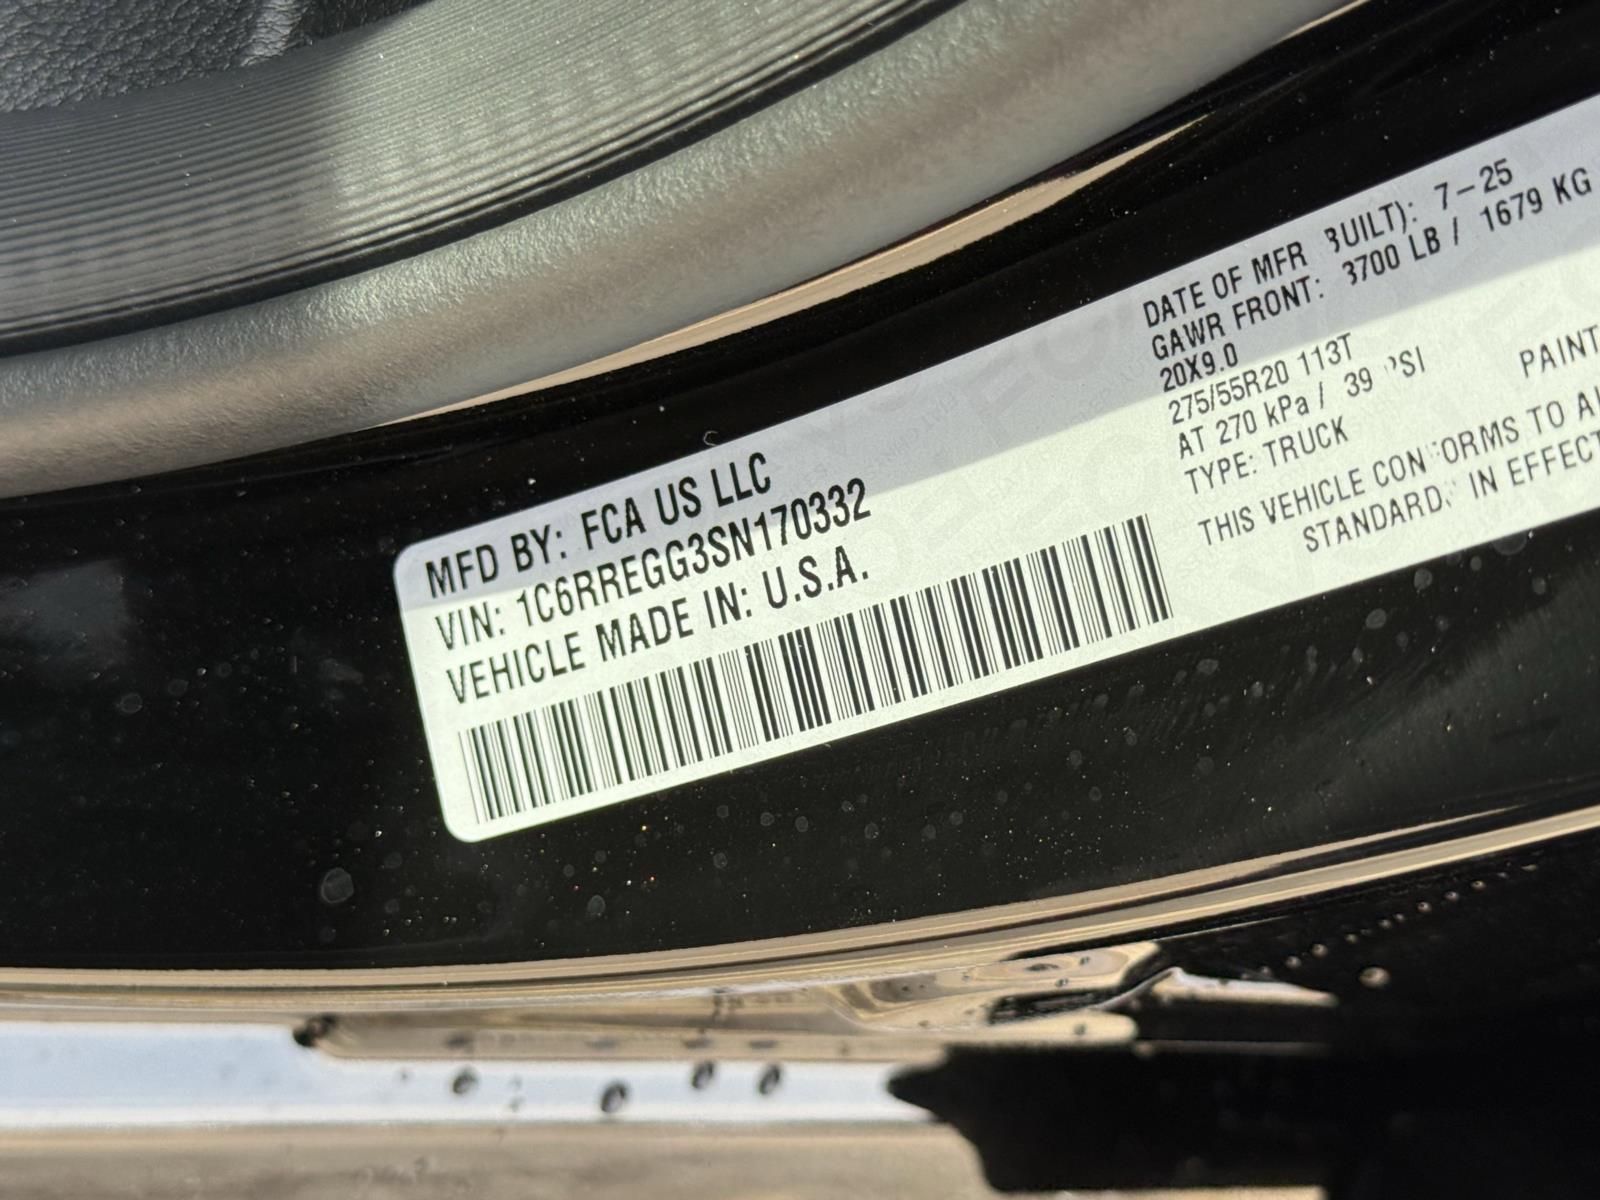 MFD BY: FCA US LLC
VIN: 1C6RREGG3SN170332
VEHICLE MADE IN: U.S.A.
DATE OF MFR BUILT): 7-25
GAWR FRONT: 3700 LB / 1679 KG
20X9.0
275/55R20 113T
AT 270 kPa / 39 PSI
TYPE: TRUCK
PAINT
THIS VEHICLE CONFORMS TO
STANDARD. IN EFFECT